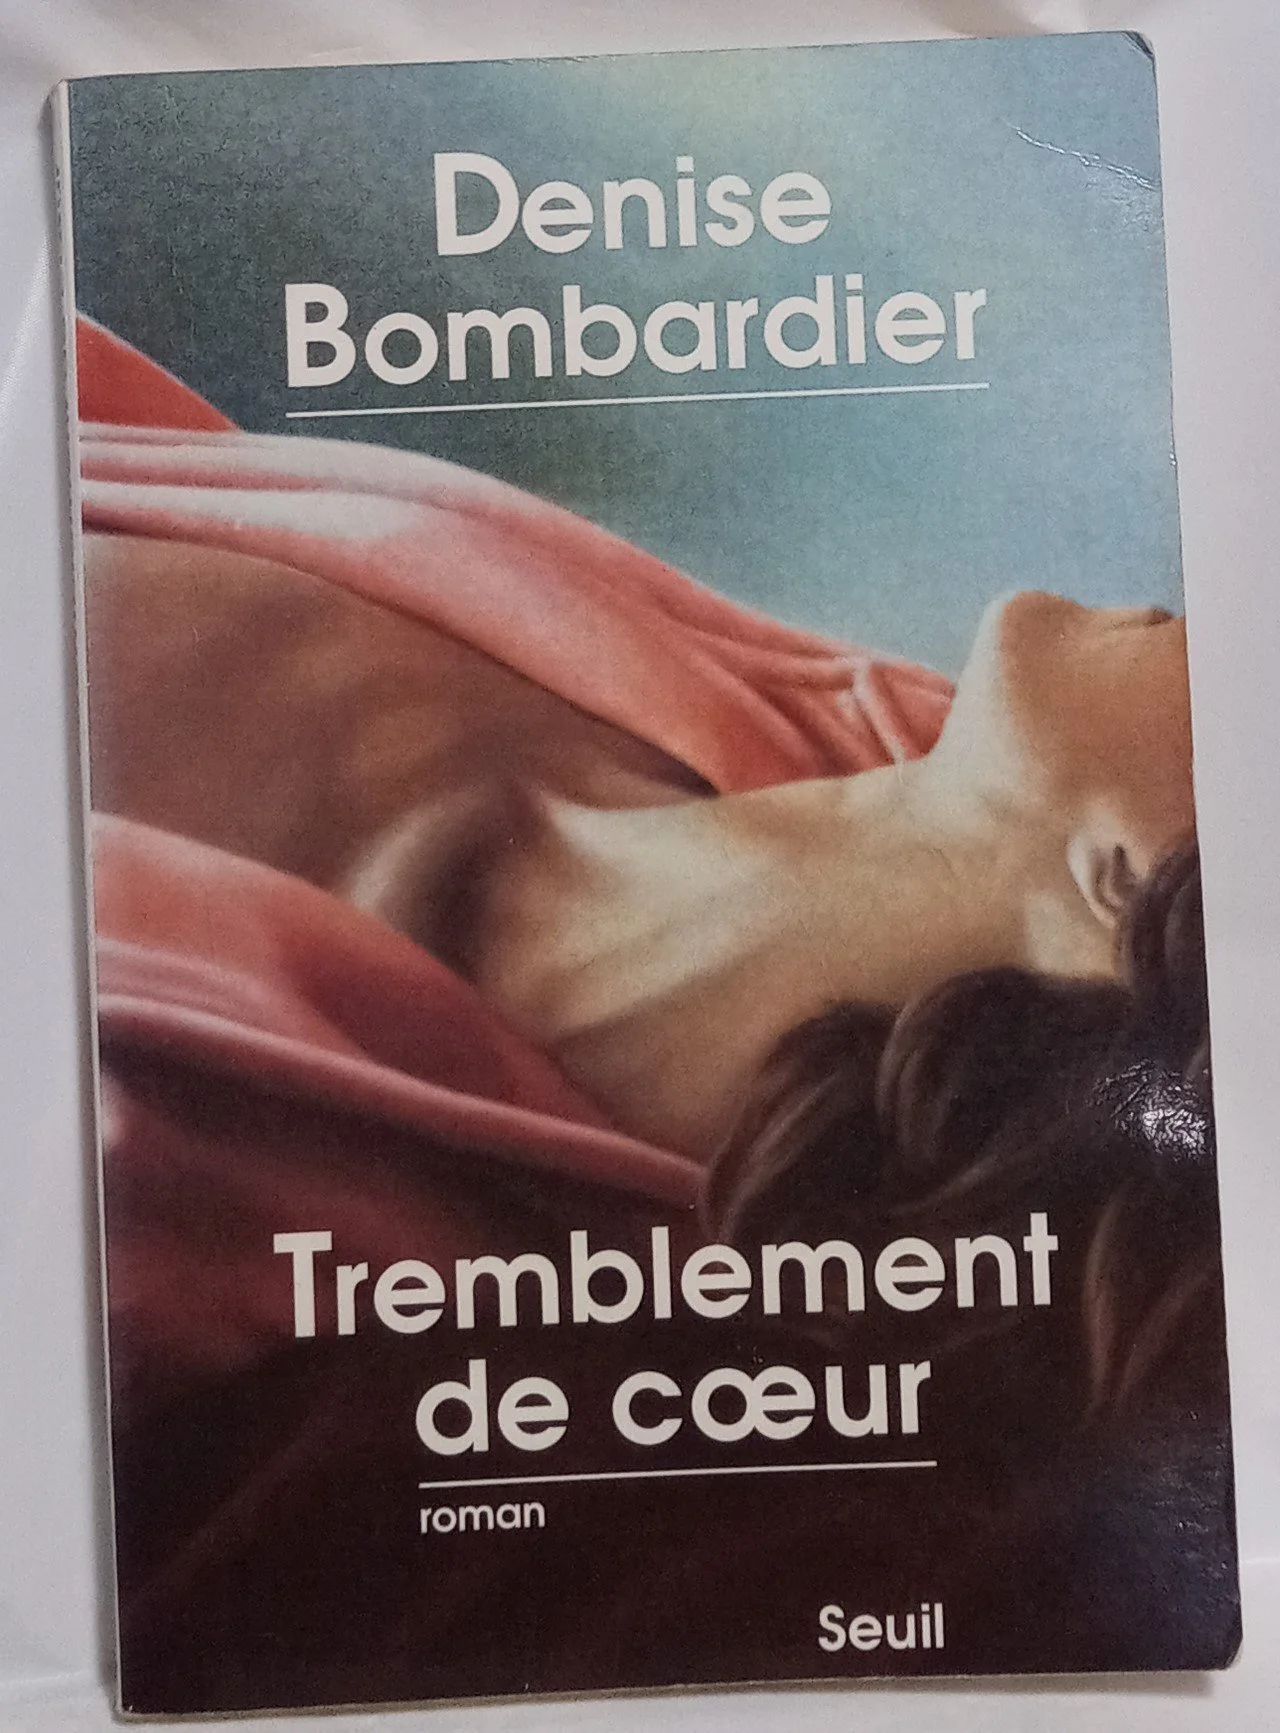 Denise
Bombardier
Tremblement
de cœur
roman
Seuil